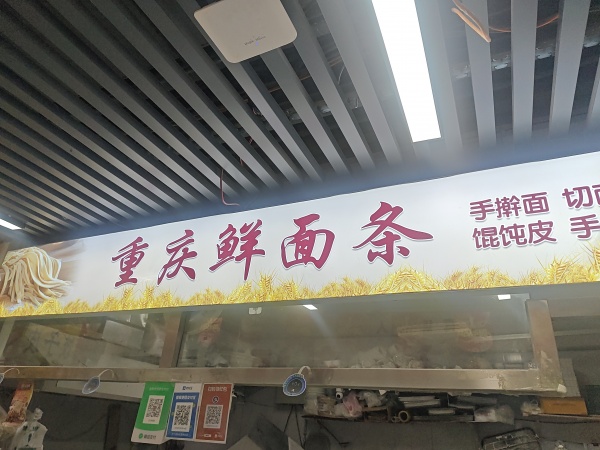 重庆鲜面条
手擀面 切
馄饨皮 手